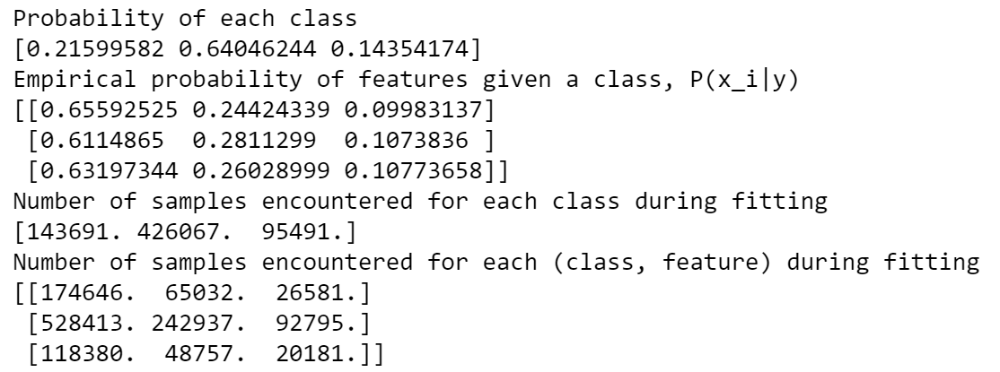 Probability of each class
[0.21599582 0.64046244 0.14354174]
Empirical probability of features given a class, P(x_i|y)
[[0.65592525 0.24424339 0.09983137]
 [0.6114865  0.2811299  0.1073836 ]
 [0.63197344 0.26028999 0.10773658]]
Number of samples encountered for each class during fitting
[143691. 426067.  95491.]
Number of samples encountered for each (class, feature) during fitting
[[174646.  65032.  26581.]
 [528413. 242937.  92795.]
 [118380.  48757.  20181.]]